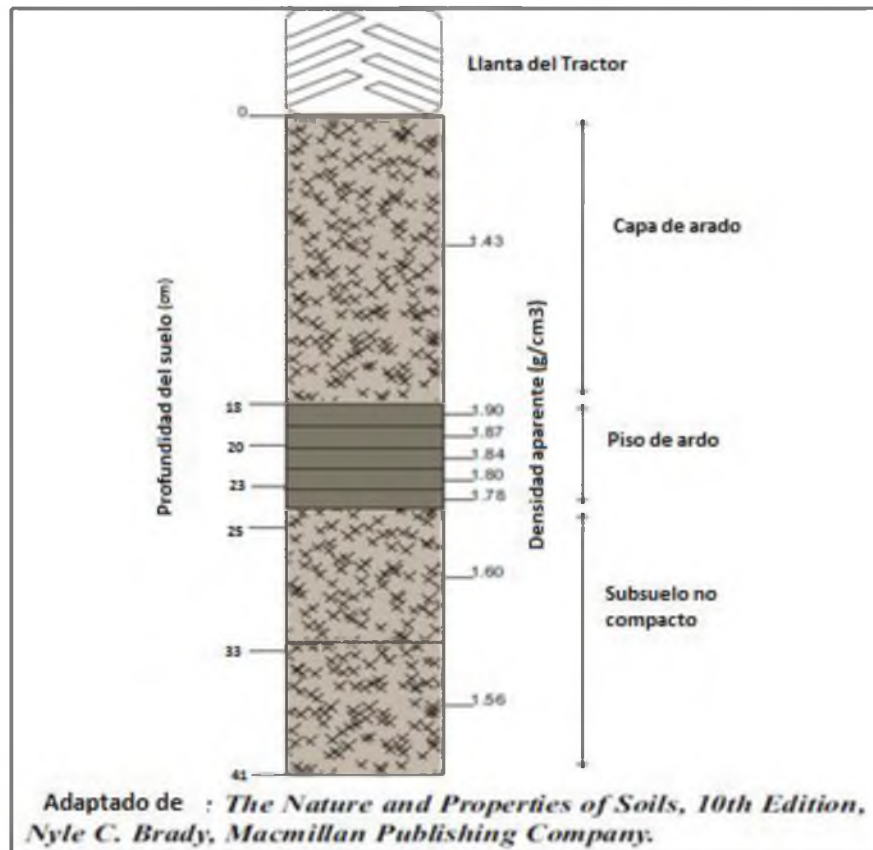 Llanta del Tractor
0
Capa de arado
1.43
Profundidad del suelo (cm)
Densidad aparente (g/cm3)
18
1.90
1.87
20
1.84
Piso de ardo
1.80
23
1.78
25
1.60
Subsuelo no
compacto
33
1.56
41
Adaptado de : The Nature and Properties of Soils, 10th Edition,
Nyle C. Brady, Macmillan Publishing Company.